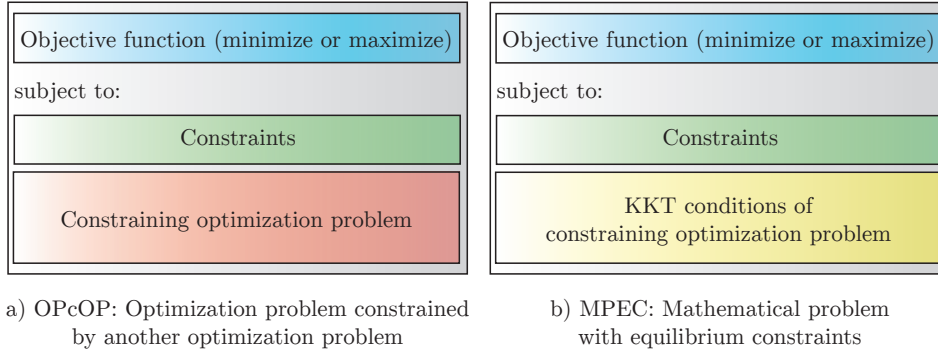 Objective function (minimize or maximize)
subject to:
Constraints
Constraining optimization problem
a) OPcOP: Optimization problem constrained
by another optimization problem
Objective function (minimize or maximize)
subject to:
Constraints
KKT conditions of
constraining optimization problem
b) MPEC: Mathematical problem
with equilibrium constraints